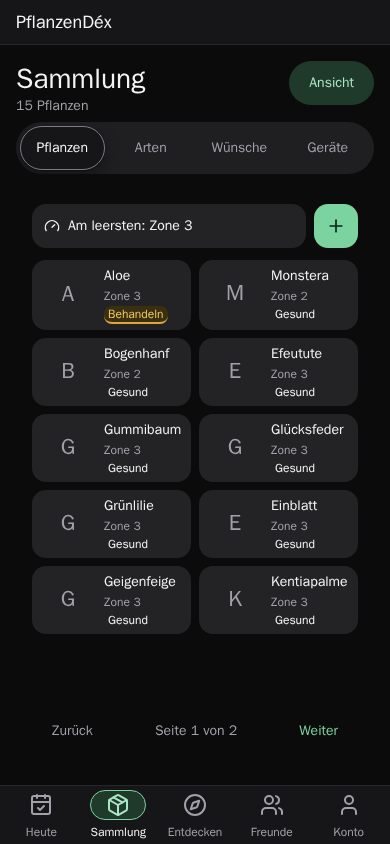 PflanzenDéx
Sammlung
Ansicht
15 Pflanzen
Pflanzen
Arten
Wünsche
Geräte
Am leersten: Zone 3
A
Aloe
Zone 3
Behandeln
M
Monstera
Zone 2
Gesund
B
Bogenhanf
Zone 2
Gesund
E
Efeutute
Zone 3
Gesund
G
Gummibaum
Zone 3
Gesund
G
Glücksfeder
Zone 3
Gesund
G
Grünlilie
Zone 3
Gesund
E
Einblatt
Zone 3
Gesund
G
Geigenfeige
Zone 3
Gesund
K
Kentiapalme
Zone 3
Gesund
Zurück
Seite 1 von 2
Weiter
Heute
Sammlung
Entdecken
Freunde
Konto